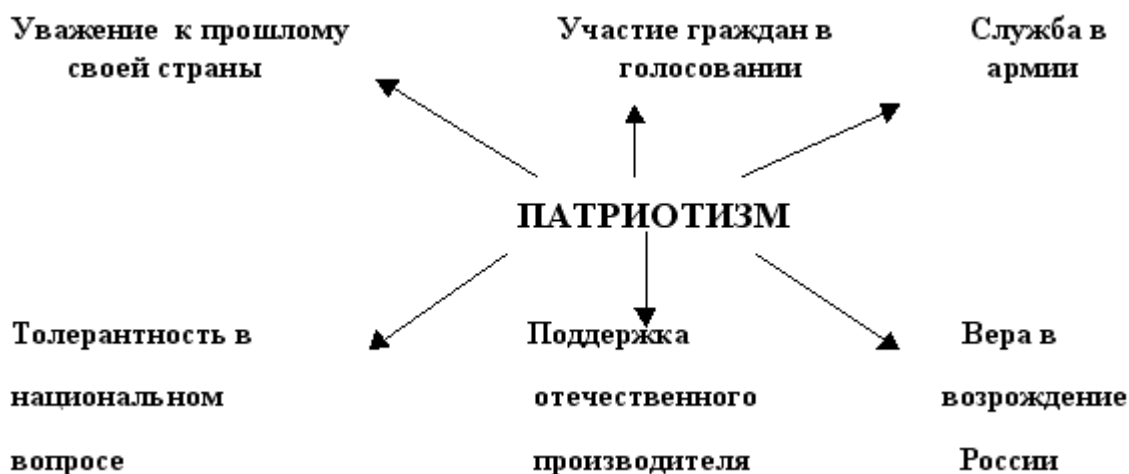 Уважение к прошлому
своей страны
Участие граждан в
голосовании
Служба в
армии
ПАТРИОТИЗМ
Толерантность в
национальном
вопросе
Поддержка
отечественного
производителя
Вера в
возрождение
России